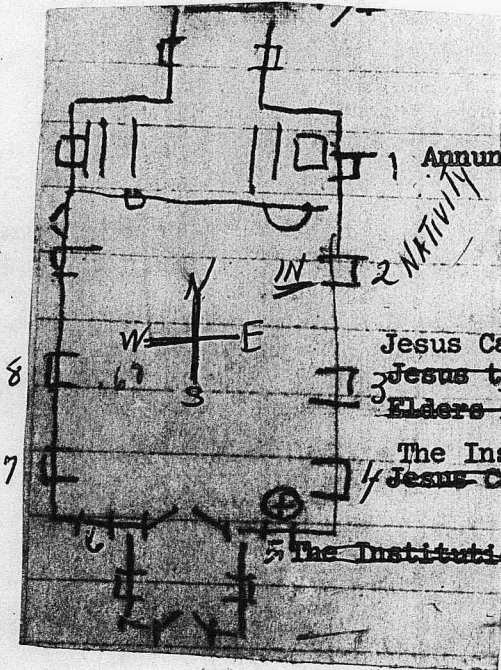 1 Annun
2 NATIVITY
IN
N
W E
S
Jesus Ca
8 3 Jesus t
Elders
The Ins
7 4 Jesus C
6 5 The Instituti